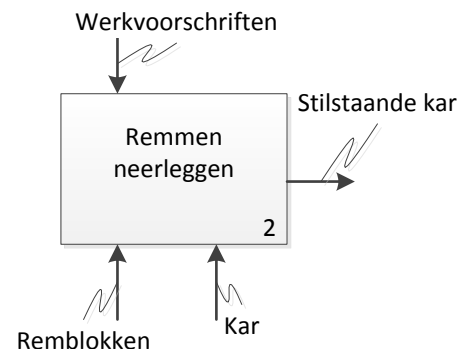 Werkvoorschriften
Stilstaande kar
Remmen
neerleggen
2
Remblokken
Kar